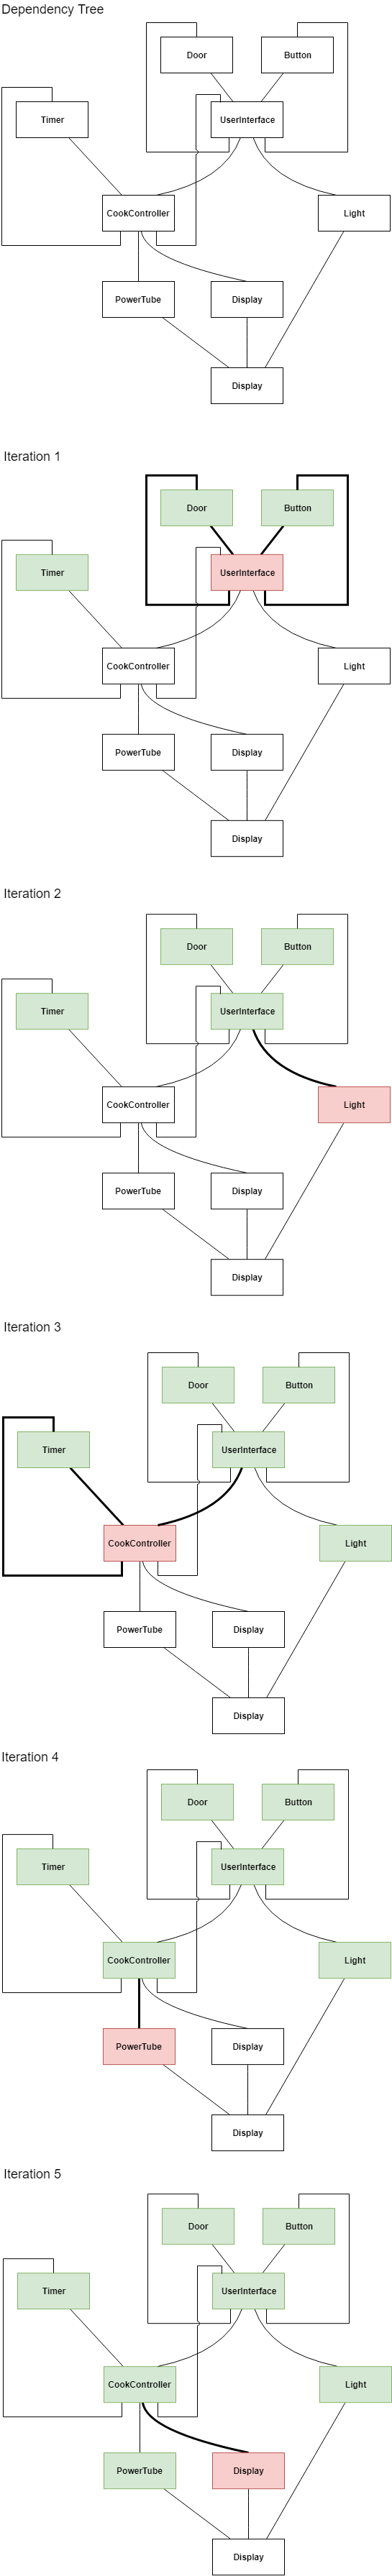 Dependency Tree
Door
Button
Timer
UserInterface
CookController
Light
PowerTube
Display
Display
Iteration 1
Door
Button
Timer
UserInterface
CookController
Light
PowerTube
Display
Display
Iteration 2
Door
Button
Timer
UserInterface
CookController
Light
PowerTube
Display
Display
Iteration 3
Door
Button
Timer
UserInterface
CookController
Light
PowerTube
Display
Display
Iteration 4
Door
Button
Timer
UserInterface
CookController
Light
PowerTube
Display
Display
Iteration 5
Door
Button
Timer
UserInterface
CookController
Light
PowerTube
Display
Display